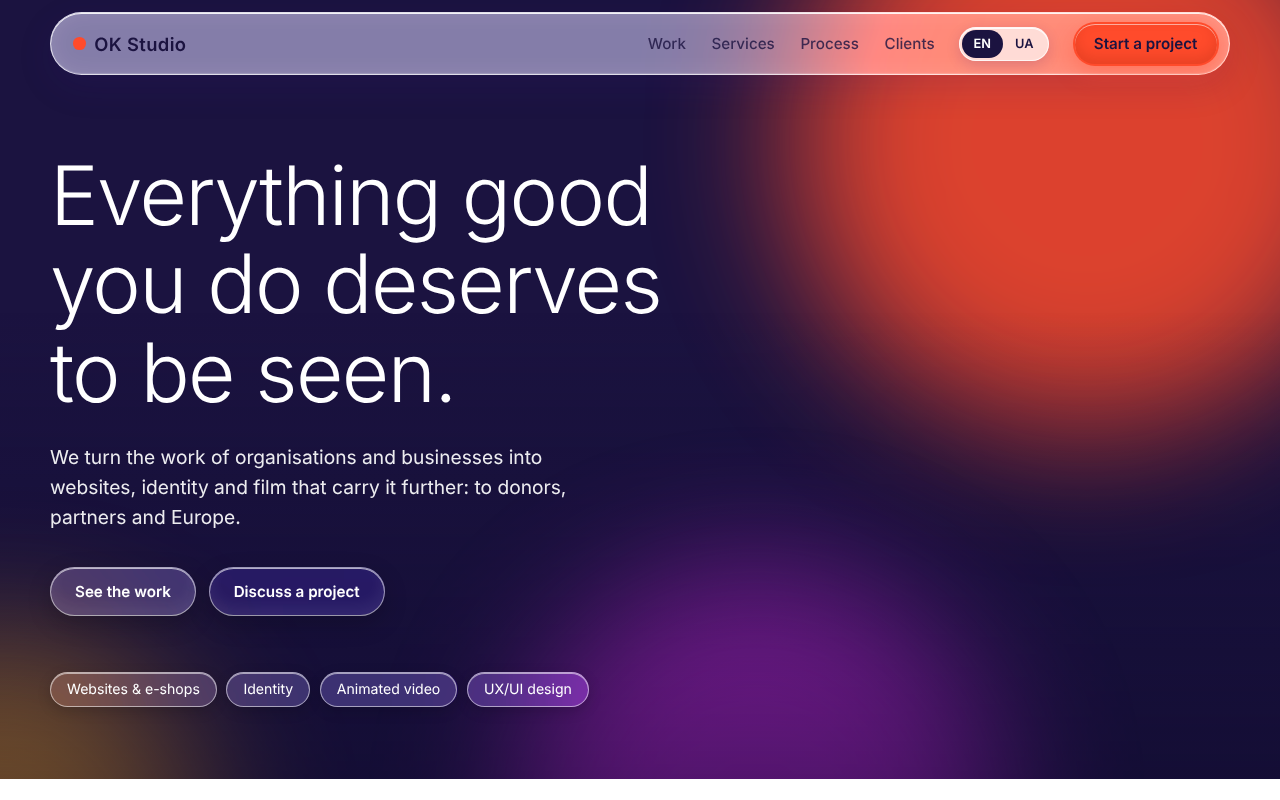 OK Studio
Work
Services
Process
Clients
EN
UA
Start a project
Everything good
you do deserves
to be seen.
We turn the work of organisations and businesses into
websites, identity and film that carry it further: to donors,
partners and Europe.
See the work
Discuss a project
Websites & e-shops
Identity
Animated video
UX/UI design